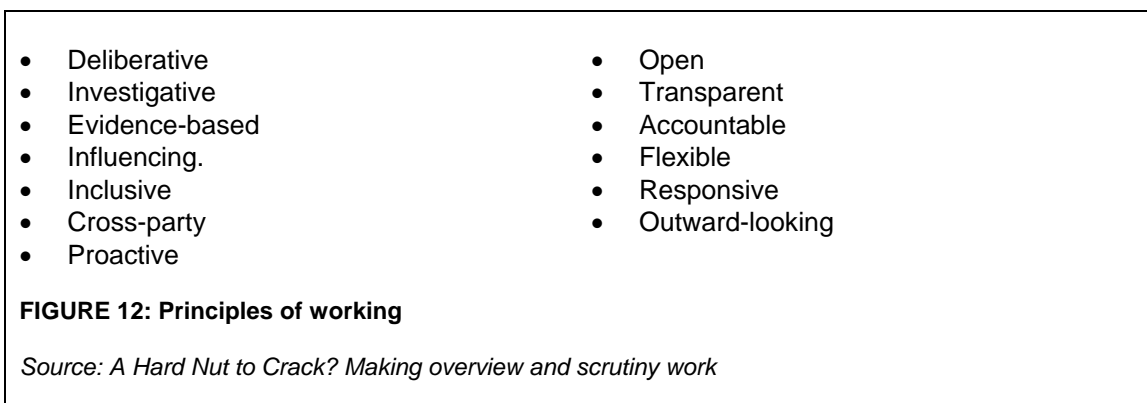 • Deliberative
• Investigative
• Evidence-based
• Influencing.
• Inclusive
• Cross-party
• Proactive
• Open
• Transparent
• Accountable
• Flexible
• Responsive
• Outward-looking
FIGURE 12: Principles of working
Source: A Hard Nut to Crack? Making overview and scrutiny work